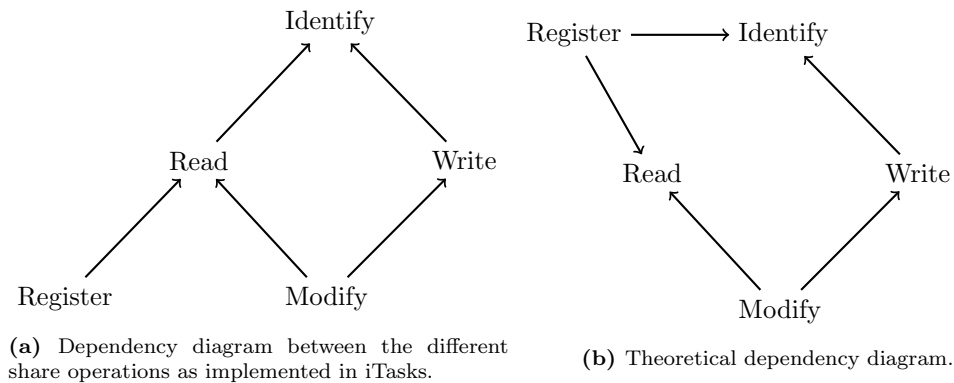 Identify
Read
Write
Register
Modify
(a) Dependency diagram between the different
share operations as implemented in iTasks.
Register
Identify
Read
Write
Modify
(b) Theoretical dependency diagram.